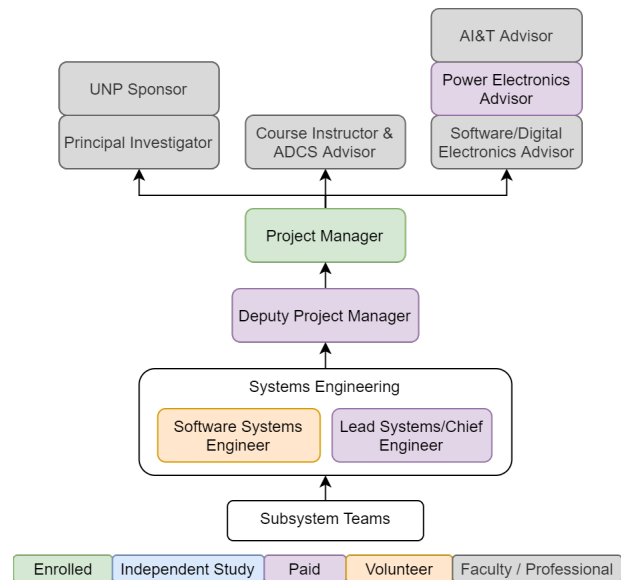 AI&T Advisor
UNP Sponsor
Power Electronics
Advisor
Principal Investigator
Course Instructor &
ADCS Advisor
Software/Digital
Electronics Advisor
Project Manager
Deputy Project Manager
Systems Engineering
Software Systems
Engineer
Lead Systems/Chief
Engineer
Subsystem Teams
Enrolled
Independent Study
Paid
Volunteer
Faculty / Professional